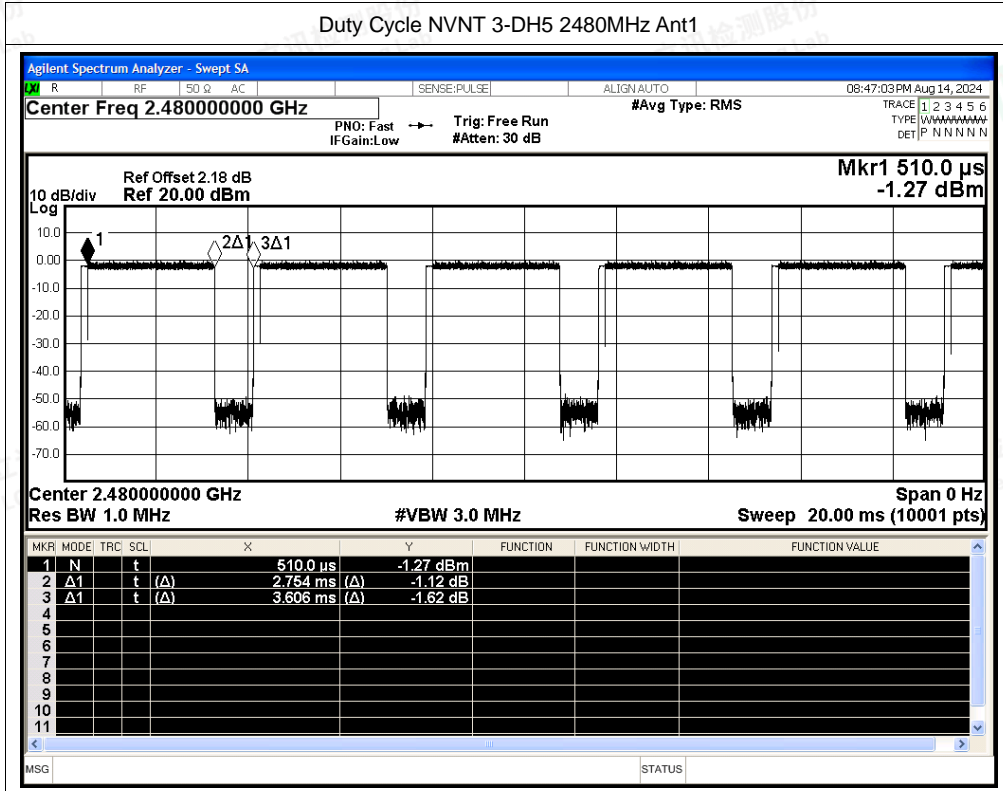 Duty Cycle NVNT 3-DH5 2480MHz Ant1
Agilent Spectrum Analyzer - Swept SA
LXI R RF 50 Ω AC SENSE:PULSE ALIGN AUTO 08:47:03 PM Aug 14, 2024
Center Freq 2.480000000 GHz #Avg Type: RMS TRACE 1 2 3 4 5 6
PNO: Fast Trig: Free Run TYPE WWWWWW
IFGain:Low #Atten: 30 dB DET P N N N N N
Mkr1 510.0 µs
Ref Offset 2.18 dB
10 dB/div Ref 20.00 dBm -1.27 dBm
Log
10.0
1 2Δ1 3Δ1
0.00
-10.0
-20.0
-30.0
-40.0
-50.0
-60.0
-70.0
Center 2.480000000 GHz Span 0 Hz
Res BW 1.0 MHz #VBW 3.0 MHz Sweep 20.00 ms (10001 pts)
MKR MODE TRC SCL X Y FUNCTION FUNCTION WIDTH FUNCTION VALUE
1 N t 510.0 µs -1.27 dBm
2 Δ1 t (Δ) 2.754 ms (Δ) -1.12 dB
3 Δ1 t (Δ) 3.606 ms (Δ) -1.62 dB
4
5
6
7
8
9
10
11
MSG STATUS